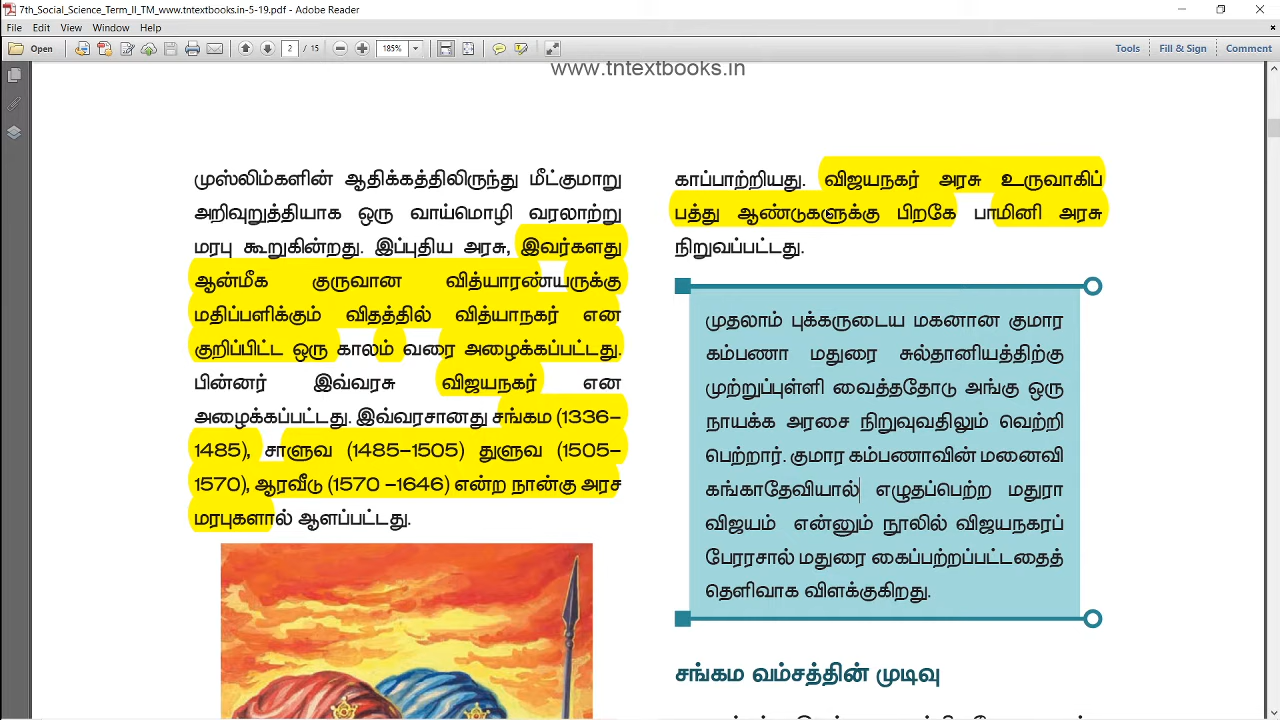 7th_Social_Science_Term_II_TM_www.tntextbooks.in-5-19.pdf - Adobe Reader
File Edit View Window Help
Open 2 / 15 185% Tools Fill & Sign Comment
www.tntextbooks.in
முஸ்லிம்களின் ஆதிக்கத்திலிருந்து மீட்குமாறு
அறிவுறுத்தியாக ஒரு வாய்மொழி வரலாற்று
மரபு கூறுகின்றது. இப்புதிய அரசு, இவர்களது
ஆன்மீக குருவான வித்யாரண்யருக்கு
மதிப்பளிக்கும் விதத்தில் வித்யாநகர் என
குறிப்பிட்ட ஒரு காலம் வரை அழைக்கப்பட்டது.
பின்னர் இவ்வரசு விஜயநகர் என
அழைக்கப்பட்டது. இவ்வரசானது சங்கம (1336–
1485), சாளுவ (1485–1505) துளுவ (1505–
1570), ஆரவீடு (1570 –1646) என்ற நான்கு அரச
மரபுகளால் ஆளப்பட்டது.
காப்பாற்றியது. விஜயநகர் அரசு உருவாகிப்
பத்து ஆண்டுகளுக்கு பிறகே பாமினி அரசு
நிறுவப்பட்டது.
முதலாம் புக்கருடைய மகனான குமார
கம்பணா மதுரை சுல்தானியத்திற்கு
முற்றுப்புள்ளி வைத்ததோடு அங்கு ஒரு
நாயக்க அரசை நிறுவுவதிலும் வெற்றி
பெற்றார். குமார கம்பணாவின் மனைவி
கங்காதேவியால் எழுதப்பெற்ற மதுரா
விஜயம் என்னும் நூலில் விஜயநகரப்
பேரரசால் மதுரை கைப்பற்றப்பட்டதைத்
தெளிவாக விளக்குகிறது.
சங்கம வம்சத்தின் முடிவு